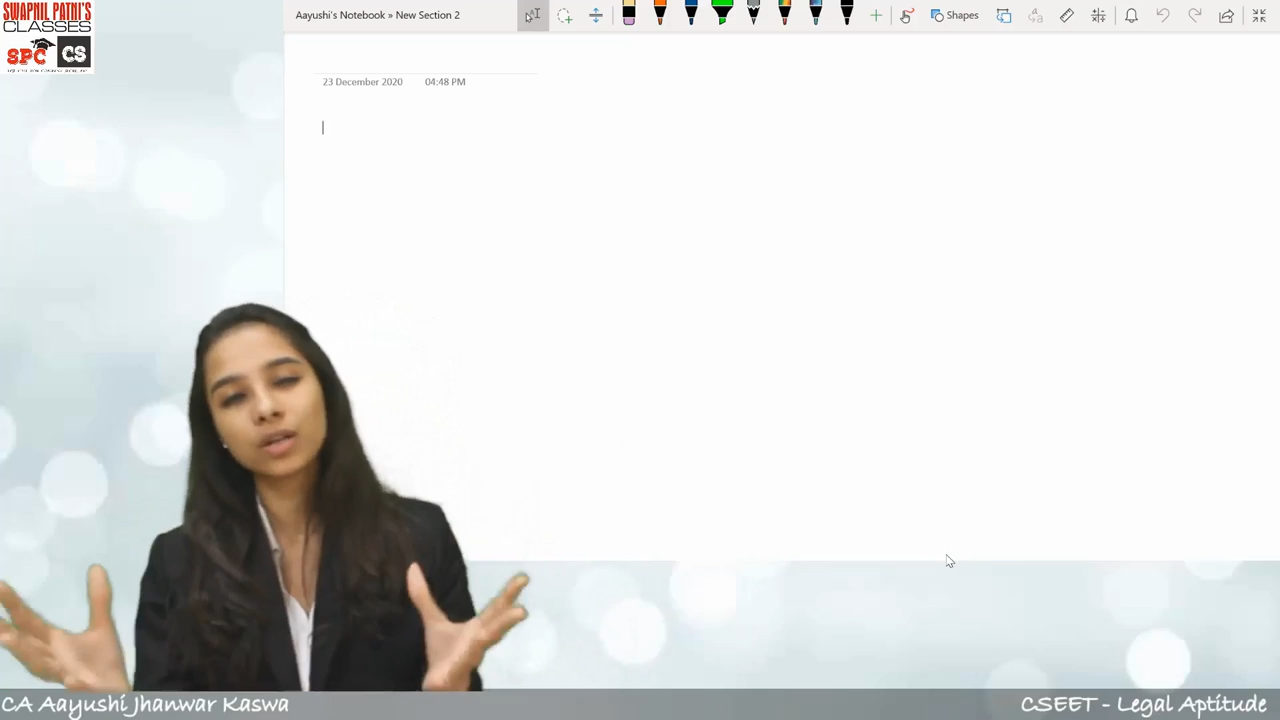 SWAPNIL PATNI'S
CLASSES
SPC CS
Aayushi's Notebook » New Section 2
Shapes
23 December 2020 04:48 PM
CA Aayushi Jhanwar Kaswa
CSEET - Legal Aptitude